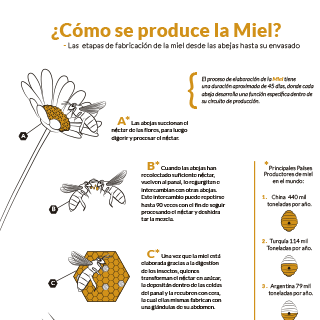 ¿Cómo se produce la Miel?
- Las etapas de fabricación de la miel desde las abejas hasta su envasado
El proceso de elaboración de la Miel tiene
una duración aproximada de 45 días, donde cada
abeja desarrolla una función específica dentro de
su circuito de producción.
A
A* Las abejas succionan el
néctar de las flores, para luego
digerir y procesar el néctar.
B
B* Cuando las abejas han
recolectado suficiente néctar,
vuelven al panal, lo regurgitan e
intercambian con otras abejas.
Este intercambio puede repetirse
hasta 90 veces con el fin de seguir
procesando el néctar y deshidra
tar la mezcla.
C
C* Una vez que la miel está
elaborada gracias a la digestión
de los insectos, quienes
transforman el néctar en azúcar,
la depositán dentro de las celdas
del panal y la recubren con cera,
la cual ellas mismas fabrican con
una glándulas de su abdomen.
* Principales Países
Productores de miel
en el mundo:
1. China 440 mil
toneladas por año.
2. Turquía 114 mil
Toneladas por año.
3. Argentina 79 mil
toneladas por año.